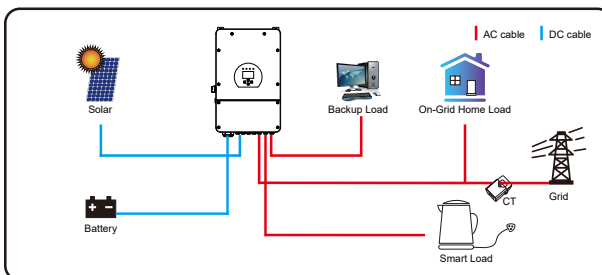 AC cable
DC cable
Solar
Backup Load
On-Grid Home Load
CT
Grid
Battery
Smart Load